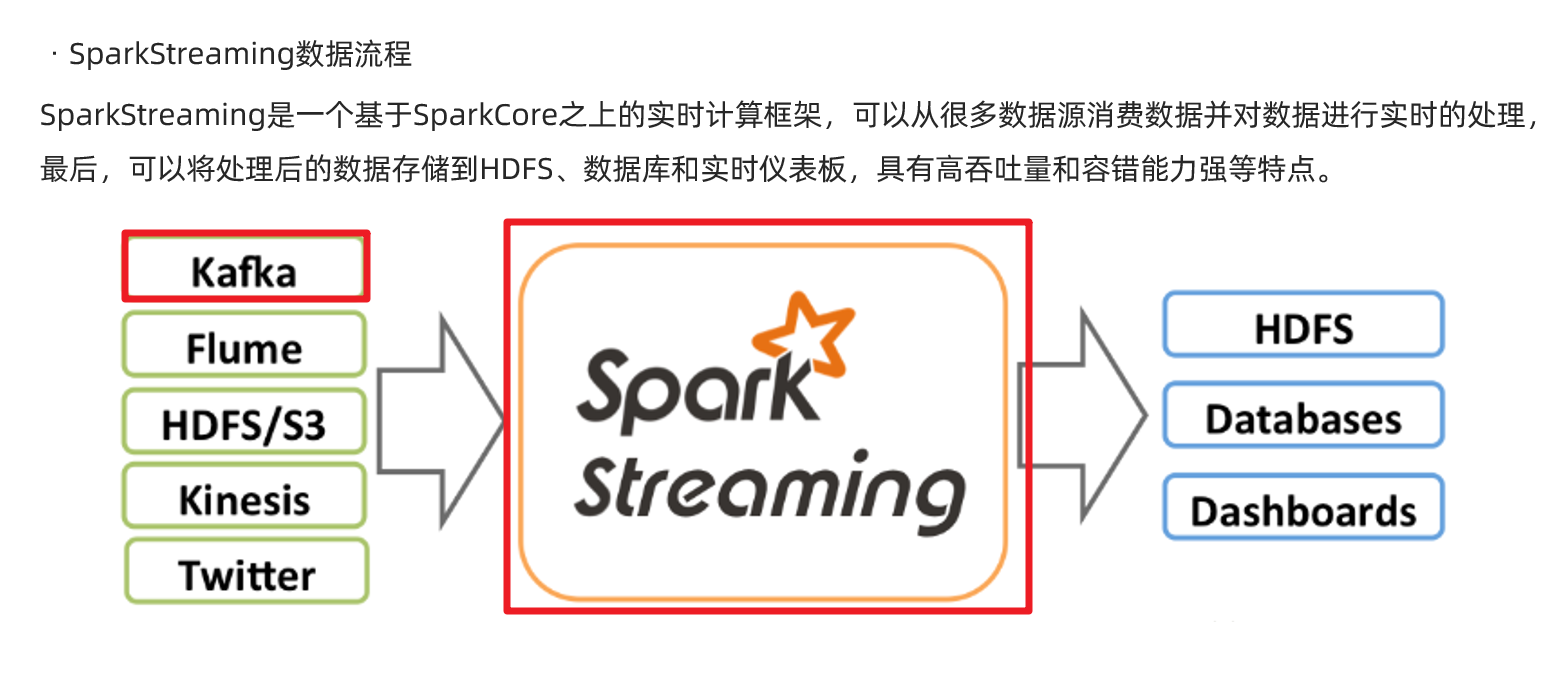 · SparkStreaming数据流程
SparkStreaming是一个基于SparkCore之上的实时计算框架，可以从很多数据源消费数据并对数据进行实时的处理，
最后，可以将处理后的数据存储到HDFS、数据库和实时仪表板，具有高吞吐量和容错能力强等特点。
Kafka
Flume
HDFS/S3
Kinesis
Twitter
Spark
Streaming
HDFS
Databases
Dashboards